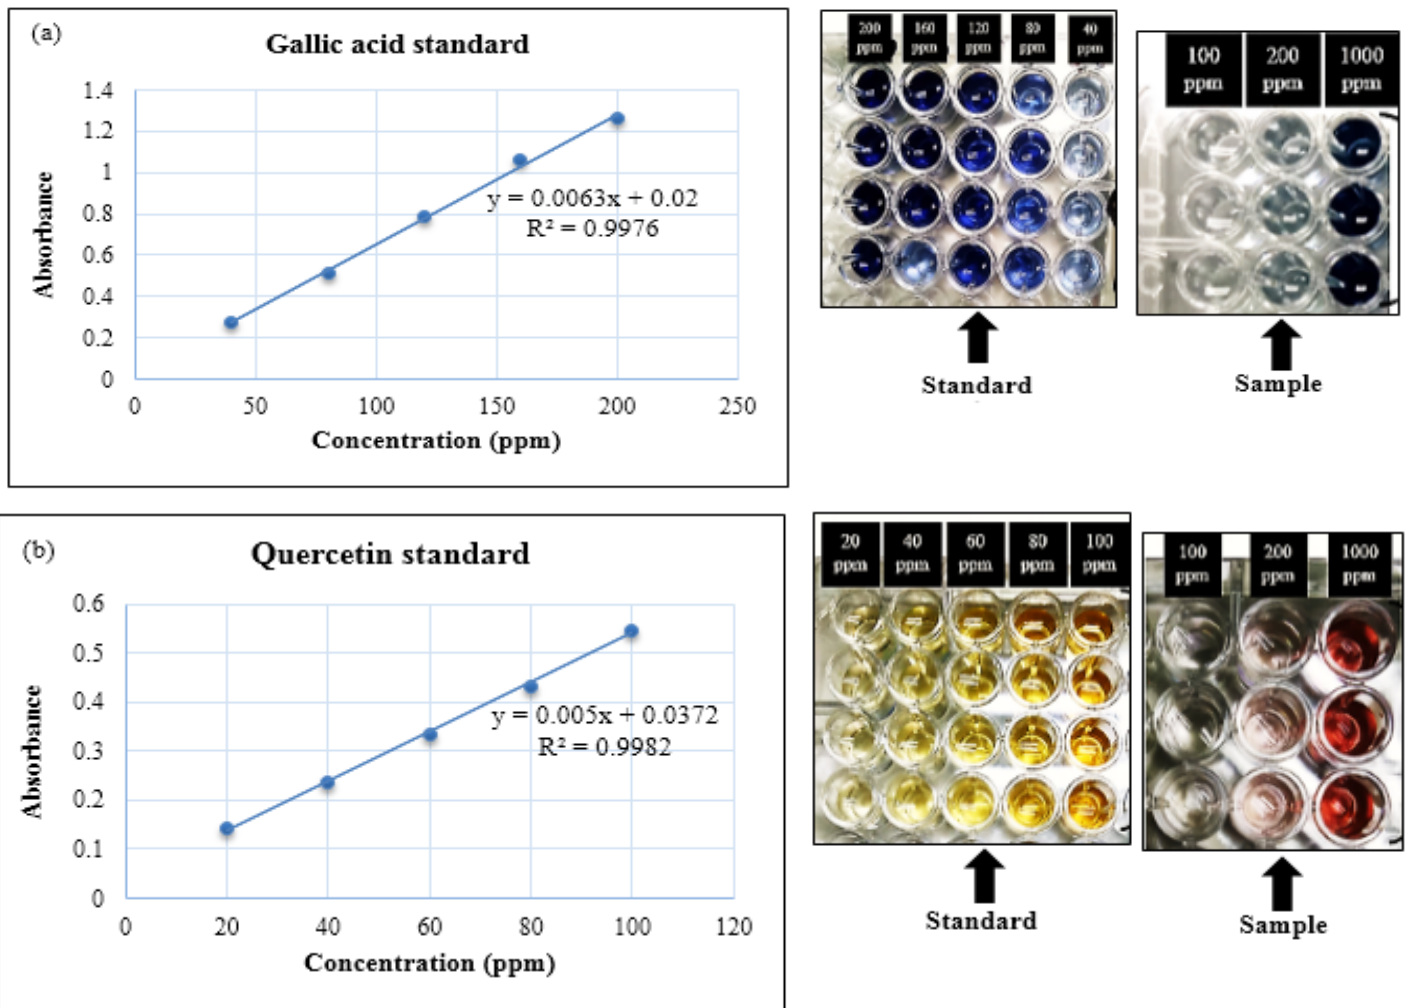 (a)
Gallic acid standard
1.4
1.2
1
0.8
0.6
0.4
0.2
0
Absorbance
y = 0.0063x + 0.02
R² = 0.9976
0 50 100 150 200 250
Concentration (ppm)
200 ppm
160 ppm
120 ppm
80 ppm
40 ppm
Standard
100 ppm
200 ppm
1000 ppm
Sample
(b)
Quercetin standard
0.6
0.5
0.4
0.3
0.2
0.1
0
Absorbance
y = 0.005x + 0.0372
R² = 0.9982
0 20 40 60 80 100 120
Concentration (ppm)
20 ppm
40 ppm
60 ppm
80 ppm
100 ppm
Standard
100 ppm
200 ppm
1000 ppm
Sample